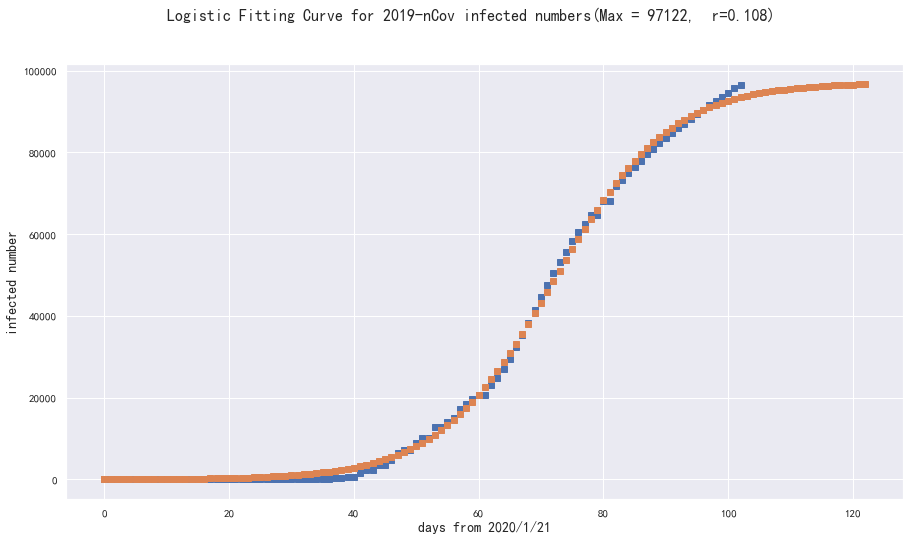 Logistic Fitting Curve for 2019-nCov infected numbers(Max = 97122,  r=0.108)
100000
80000
60000
40000
20000
0
infected number
0 20 40 60 80 100 120
days from 2020/1/21